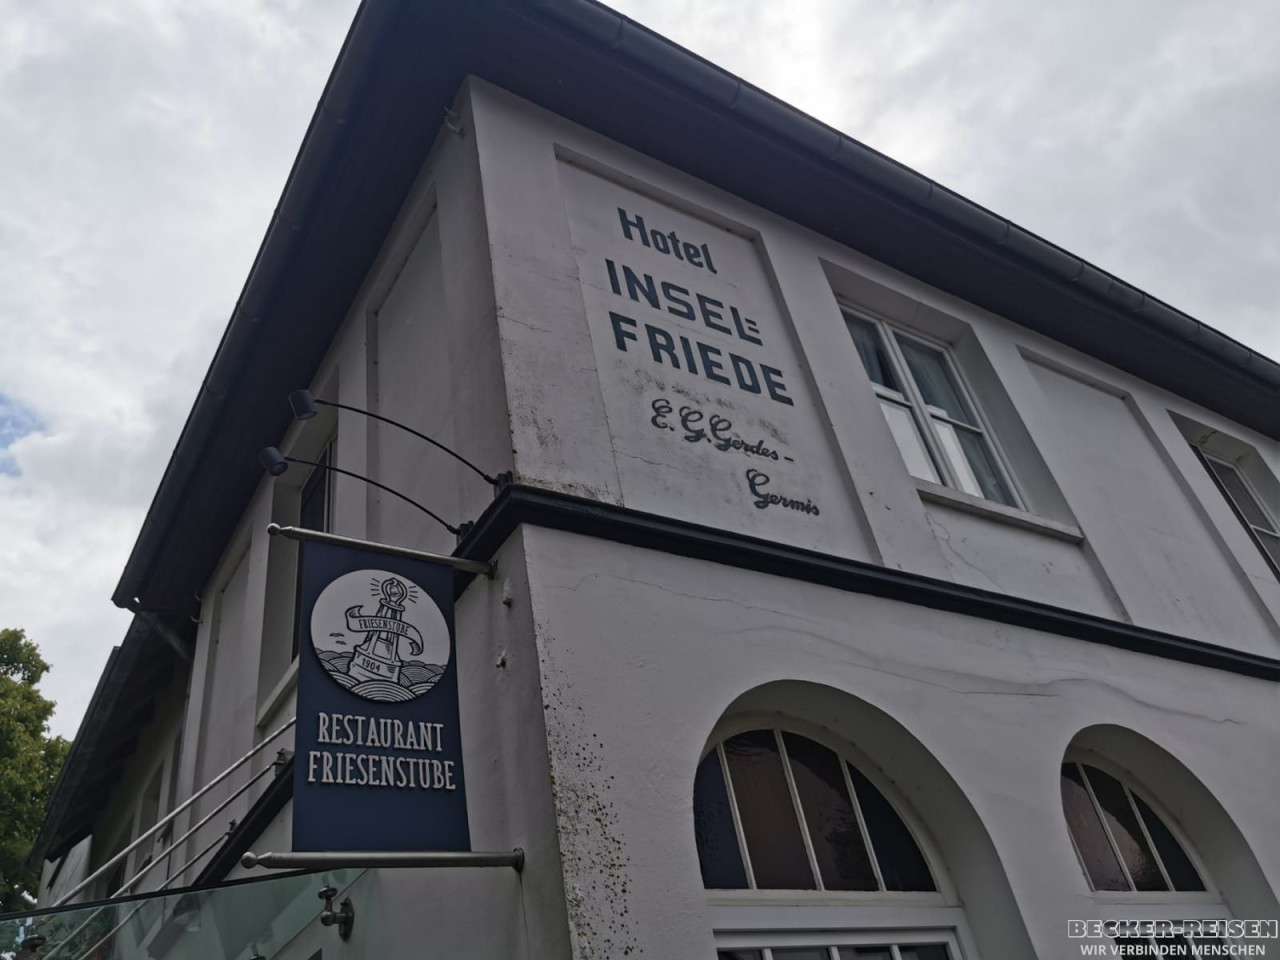 Hotel
INSEL=
FRIEDE
E. G. Gerdes-
Germis
FRIESENSTUBE
1904
RESTAURANT
FRIESENSTUBE
BECKER-REISEN
WIR VERBINDEN MENSCHEN